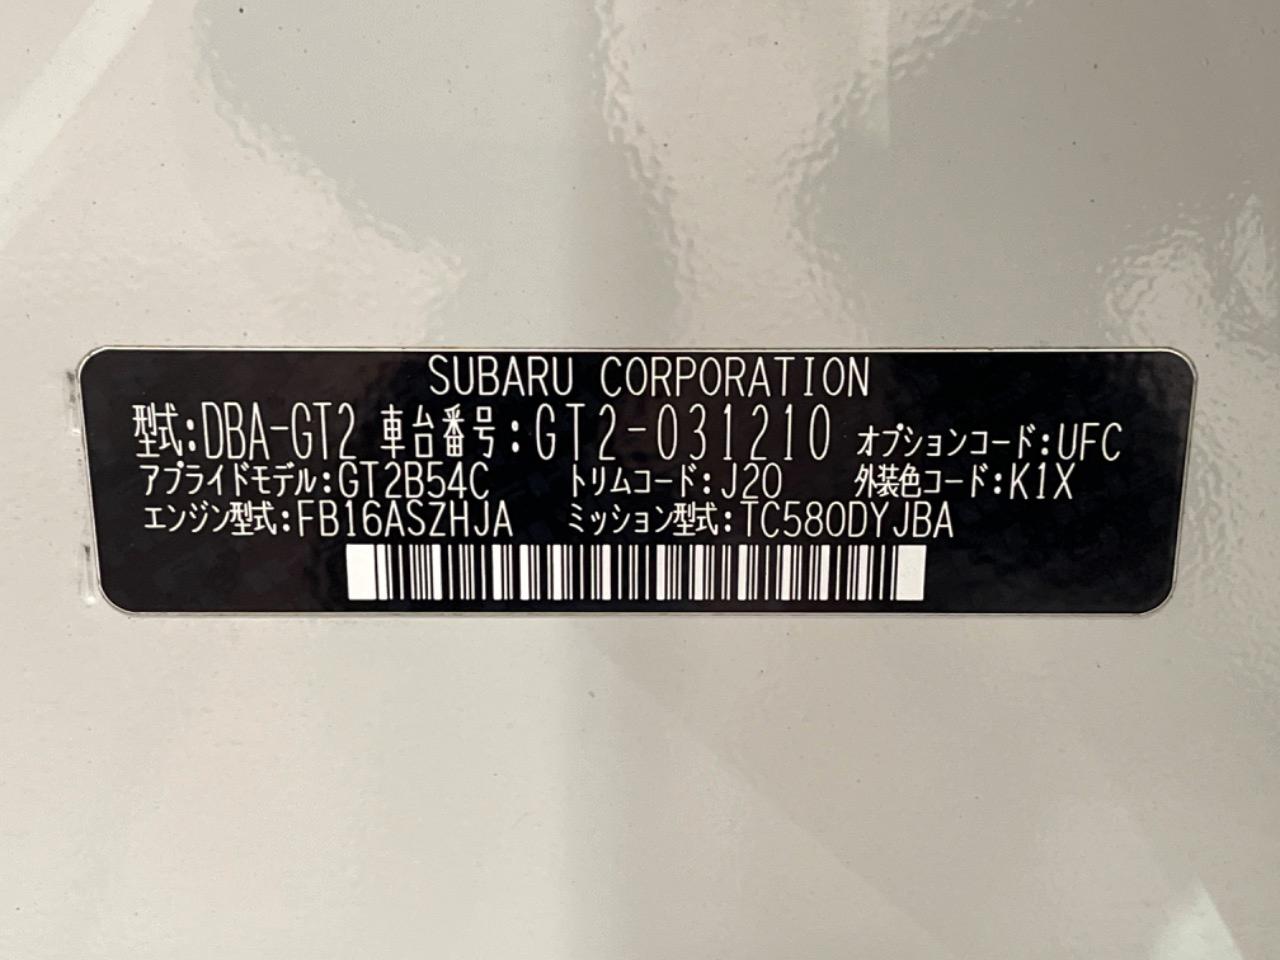 SUBARU CORPORATION
型式:DBA-GT2 車台番号:GT2-031210 オプションコード:UFC
アプライドモデル:GT2B54C トリムコード:J20 外装色コード:K1X
エンジン型式:FB16ASZHJA ミッション型式:TC580DYJBA